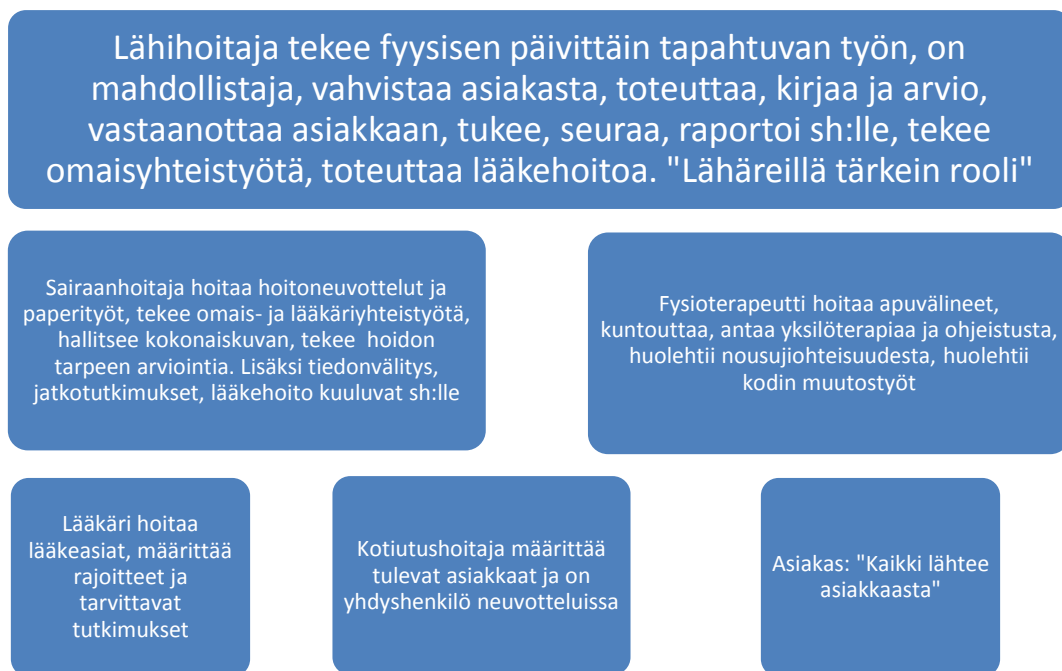 Lähihoitaja tekee fyysisen päivittäin tapahtuvan työn, on
mahdollistaja, vahvistaa asiakasta, toteuttaa, kirjaa ja arvio,
vastaanottaa asiakkaan, tukee, seuraa, raportoi sh:lle, tekee
omaisyhteistyötä, toteuttaa lääkehoitoa. "Lähäreillä tärkein rooli"
Sairaanhoitaja hoitaa hoitoneuvottelut ja
paperityöt, tekee omais- ja lääkäriyhteistyötä,
hallitsee kokonaiskuvan, tekee hoidon
tarpeen arviointia. Lisäksi tiedonvälitys,
jatkotutkimukset, lääkehoito kuuluvat sh:lle
Fysioterapeutti hoitaa apuvälineet,
kuntouttaa, antaa yksilöterapiaa ja ohjeistusta,
huolehtii nousujiohteisuudesta, huolehtii
kodin muutostyöt
Lääkäri hoitaa
lääkeasiat, määrittää
rajoitteet ja
tarvittavat
tutkimukset
Kotiutushoitaja määrittää
tulevat asiakkaat ja on
yhdyshenkilö neuvotteluissa
Asiakas: "Kaikki lähtee
asiakkaasta"